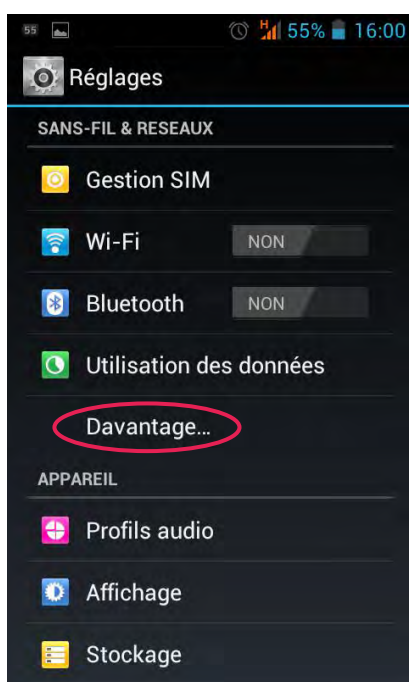 55 H 55% 16:00
Réglages
SANS-FIL & RESEAUX
Gestion SIM
Wi-Fi NON
Bluetooth NON
Utilisation des données
Davantage...
APPAREIL
Profils audio
Affichage
Stockage